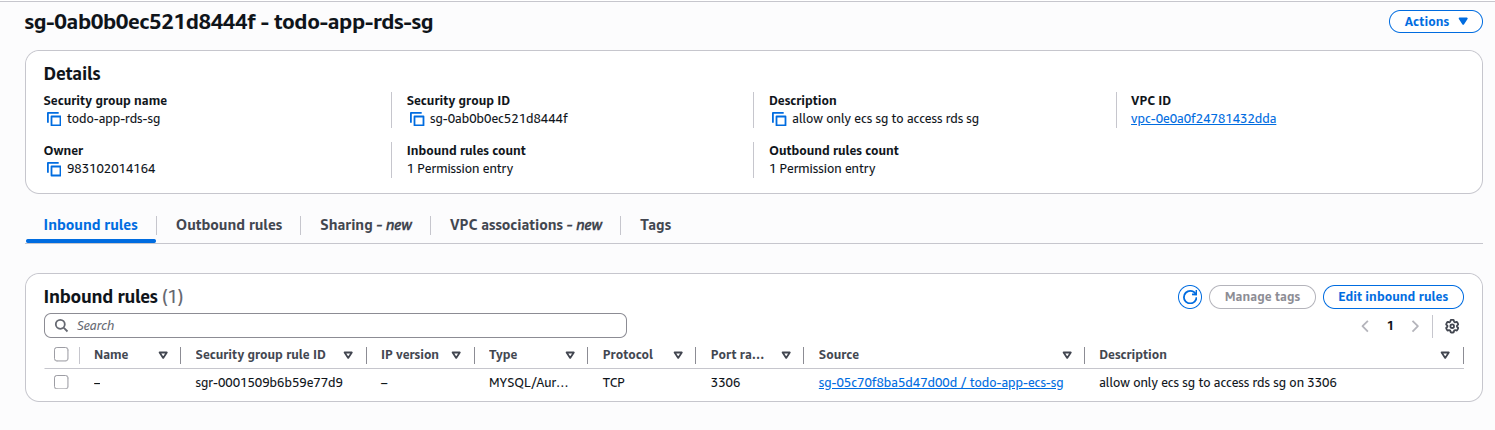 sg-0ab0b0ec521d8444f - todo-app-rds-sg
Actions
Details
Security group name
todo-app-rds-sg
Security group ID
sg-0ab0b0ec521d8444f
Description
allow only ecs sg to access rds sg
VPC ID
vpc-0e0a0f24781432dda
Owner
983102014164
Inbound rules count
1 Permission entry
Outbound rules count
1 Permission entry
Inbound rules Outbound rules Sharing - new VPC associations - new Tags
Inbound rules (1)
Manage tags
Edit inbound rules
Search
1
Name Security group rule ID IP version Type Protocol Port ra... Source Description
– sgr-0001509b6b59e77d9 – MYSQL/Aur... TCP 3306 sg-05c70f8ba5d47d00d / todo-app-ecs-sg allow only ecs sg to access rds sg on 3306